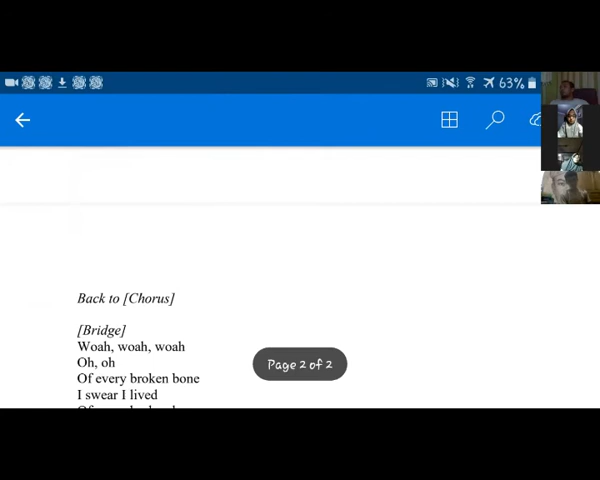 63%
Back to [Chorus]
[Bridge]
Woah, woah, woah
Oh, oh
Of every broken bone
I swear I lived
Page 2 of 2